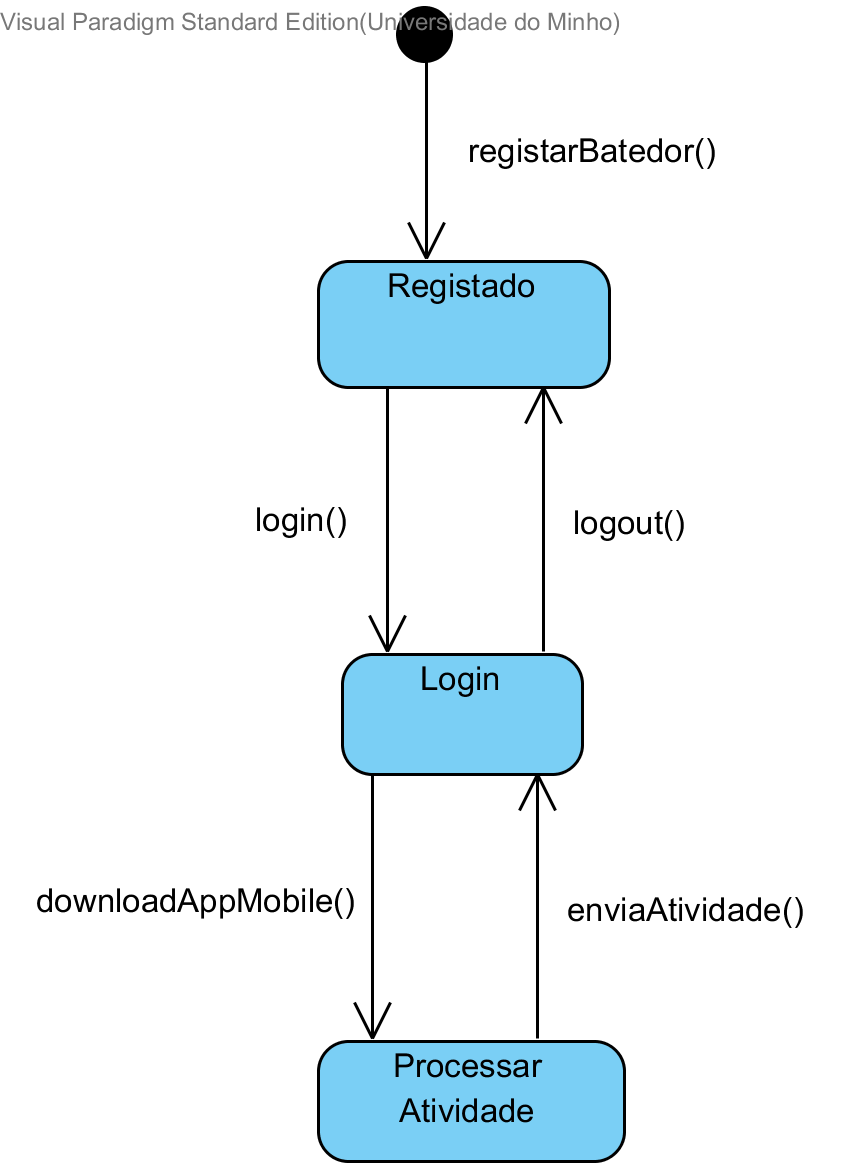 Visual Paradigm Standard Edition(Universidade do Minho)
registarBatedor()
Registado
login()
logout()
Login
downloadAppMobile()
enviaAtividade()
Processar
Atividade